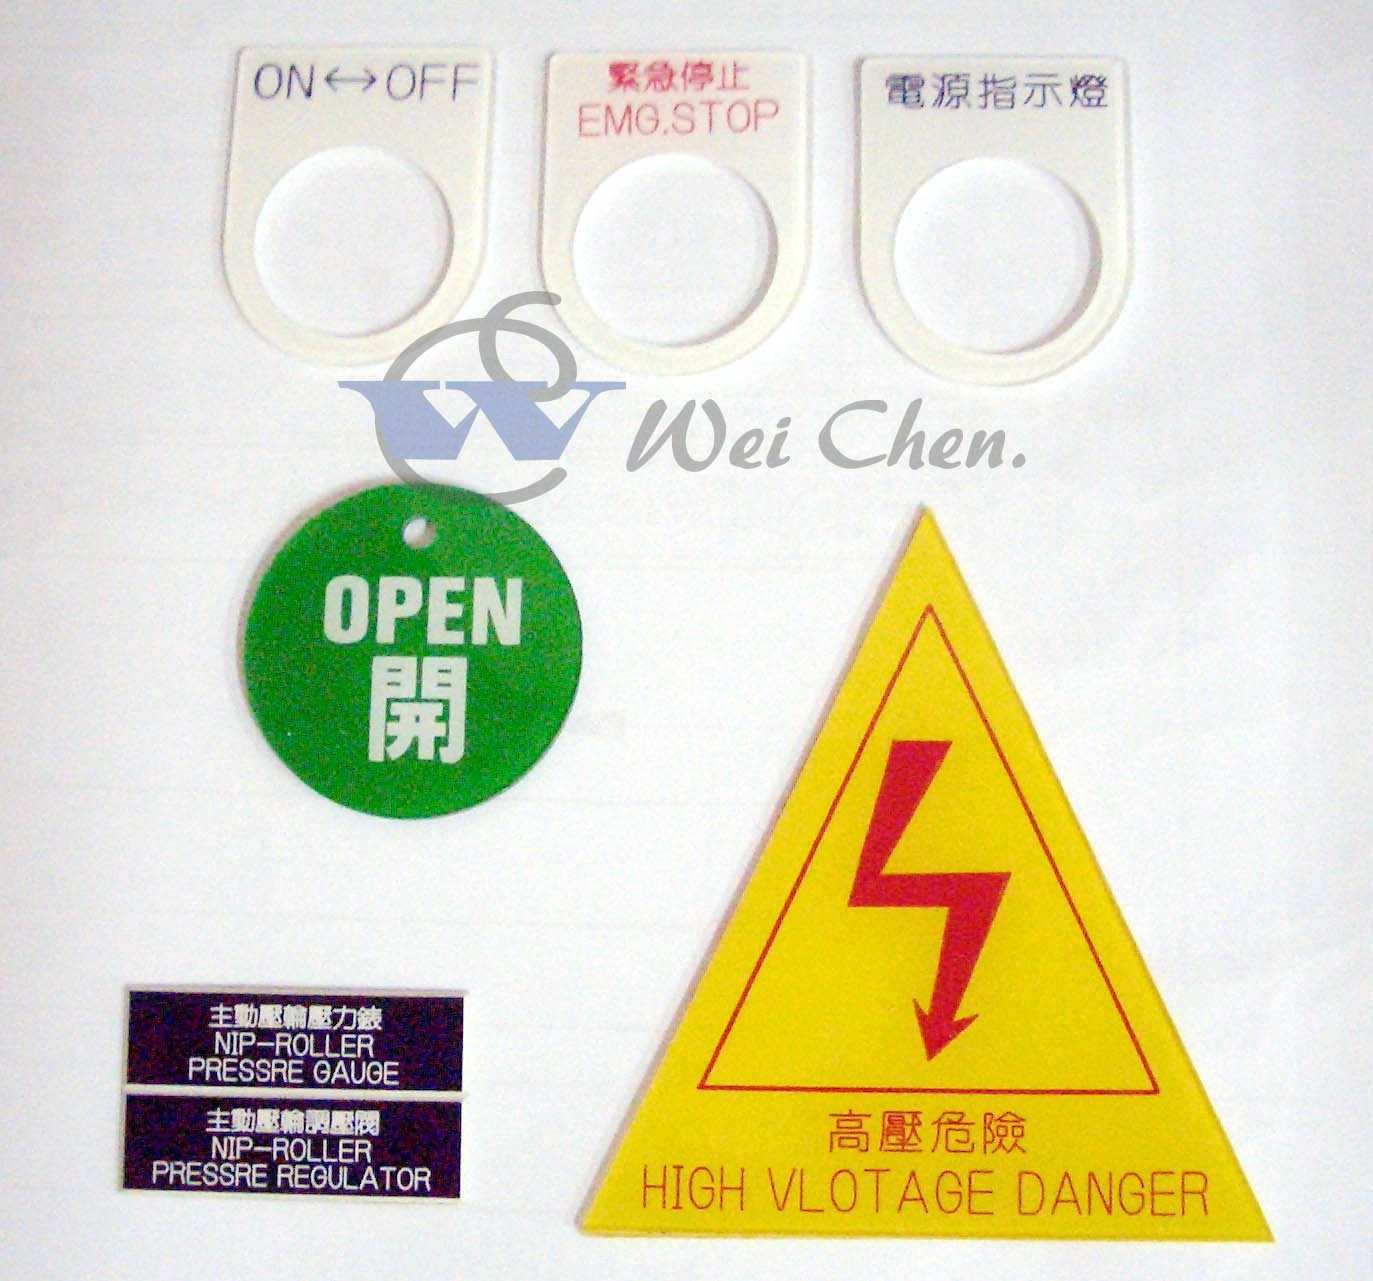 ON↔OFF
緊急停止
EMG.STOP
電源指示燈
Wei Chen.
OPEN
開
主動壓輪壓力錶
NIP-ROLLER
PRESSRE GAUGE
主動壓輪調壓閥
NIP-ROLLER
PRESSRE REGULATOR
高壓危險
HIGH VLOTAGE DANGER